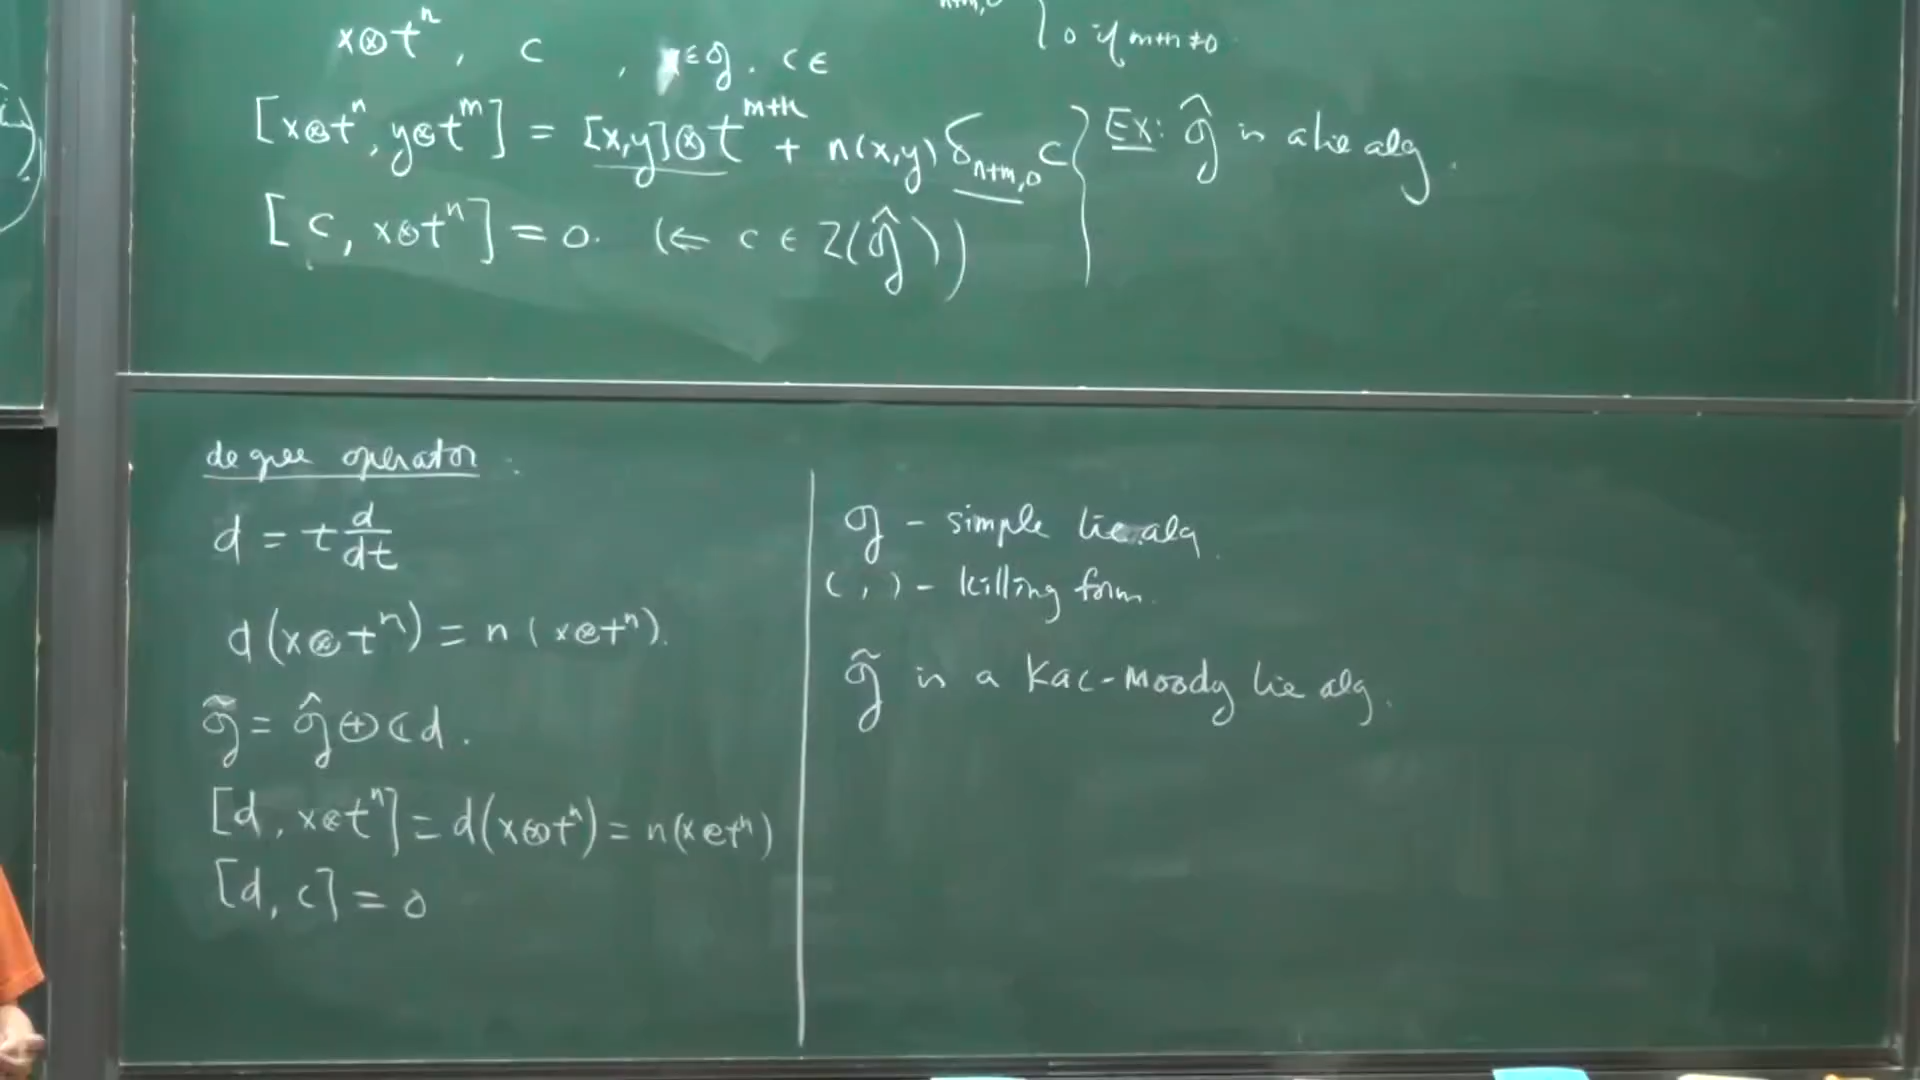 x⊗tⁿ, c , x∈g. c∈
0 if m+n≠0
[x⊗tⁿ, y⊗tᵐ] = [x,y]⊗tᵐ⁺ⁿ + n(x,y) δₙ₊ₘ,₀ c
Ex: ĝ is a lie alg.
[c, x⊗tⁿ] = 0. (⇐ c ∈ Z(ĝ))
degree operator :
d = t d/dt
d(x⊗tⁿ) = n(x⊗tⁿ).
g̃ = ĝ ⊕ ℂd.
[d, x⊗tⁿ] = d(x⊗tⁿ) = n(x⊗tⁿ)
[d, c] = 0
g - simple lie alg.
( , ) - killing form.
g̃ is a Kac-Moody lie alg.